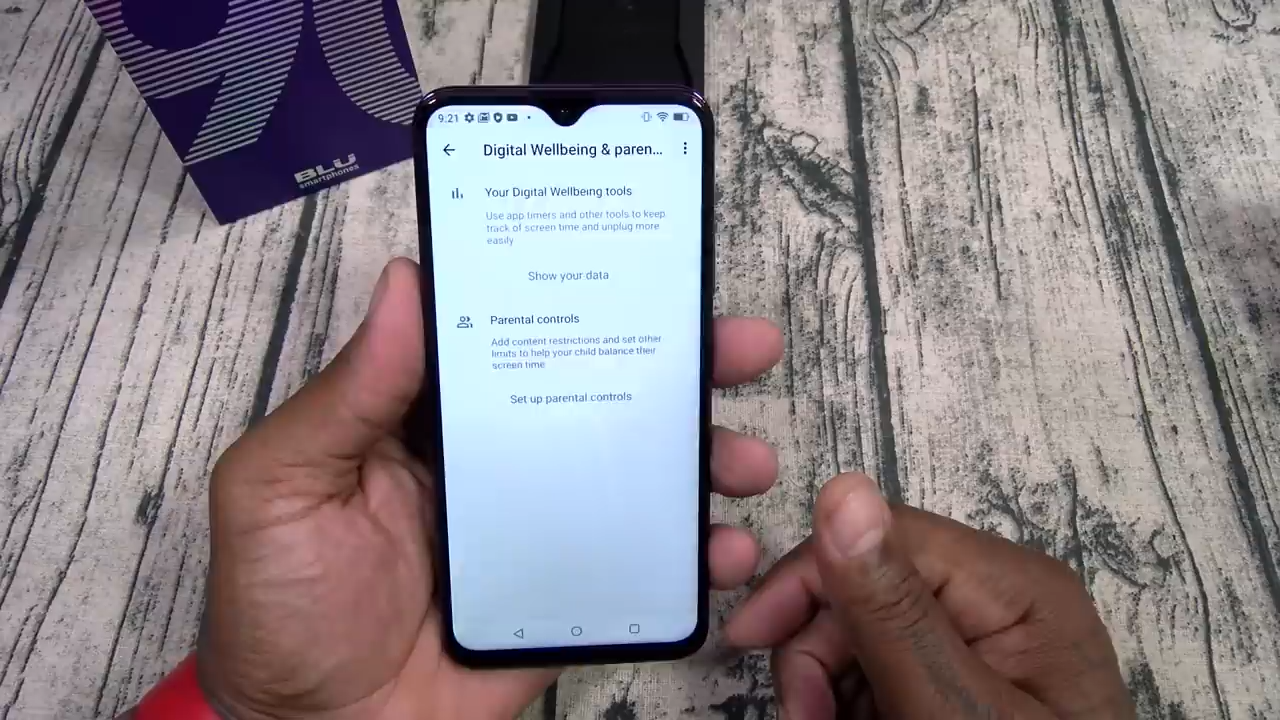 90
BLU
smartphones
9:21
Digital Wellbeing & paren...
Your Digital Wellbeing tools
Use app timers and other tools to keep
track of screen time and unplug more
easily
Show your data
Parental controls
Add content restrictions and set other
limits to help your child balance their
screen time
Set up parental controls